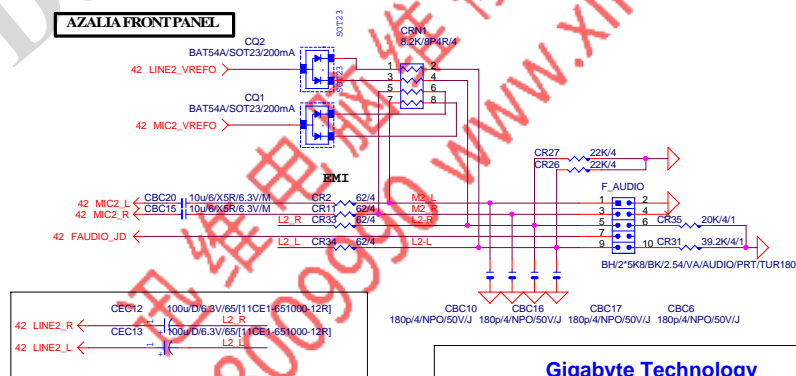 AZALIA FRONT PANEL
SOT23
CQ2
BAT54A/SOT23/200mA
42 LINE2_VREFO
CRN1
8.2K/8P4R/4
1 2
3 4
5 6
7 8
SOT23
CQ1
BAT54A/SOT23/200mA
42 MIC2_VREFO
CR27 22K/4
CR26 22K/4
EMI
F_AUDIO
42 MIC2_L CBC20 10u/6/X5R/6.3V/M CR2 62/4 M2_L 1 2
42 MIC2_R CBC15 10u/6/X5R/6.3V/M CR11 62/4 M2_R 3 4
L2_R CR33 62/4 L2-R 5 6 CR35 20K/4/1
42 FAUDIO_JD 7
L2_L CR34 62/4 L2-L 9 10 CR31 39.2K/4/1
BH/2*5K8/BK/2.54/VA/AUDIO/PRT/TUR180
CBC10 CBC16 CBC17 CBC6
180p/4/NPO/50V/J 180p/4/NPO/50V/J 180p/4/NPO/50V/J 180p/4/NPO/50V/J
CEC12 100u/D/6.3V/65/[11CE1-651000-12R]
42 LINE2_R 1 + L2_R
CEC13 100u/D/6.3V/65/[11CE1-651000-12R]
42 LINE2_L 1 + L2_L
Gigabyte Technology